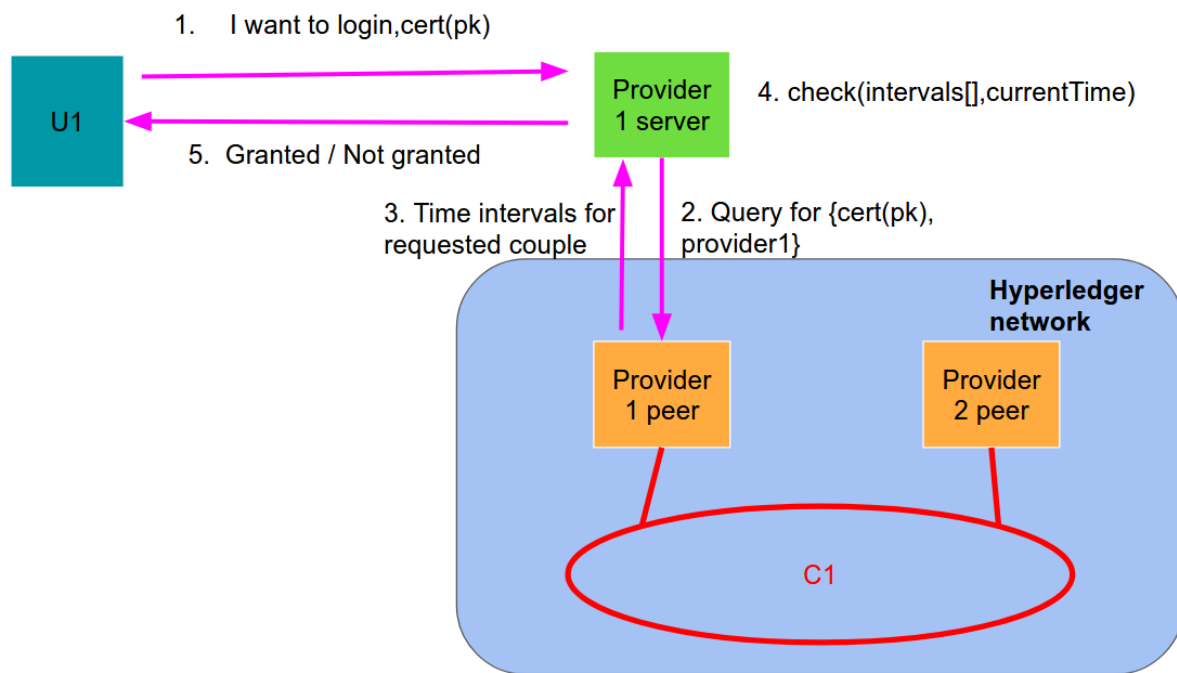 1. I want to login,cert(pk)
U1
Provider
1 server
4. check(intervals[],currentTime)
5. Granted / Not granted
3. Time intervals for
requested couple
2. Query for {cert(pk),
provider1}
Hyperledger
network
Provider
1 peer
Provider
2 peer
C1